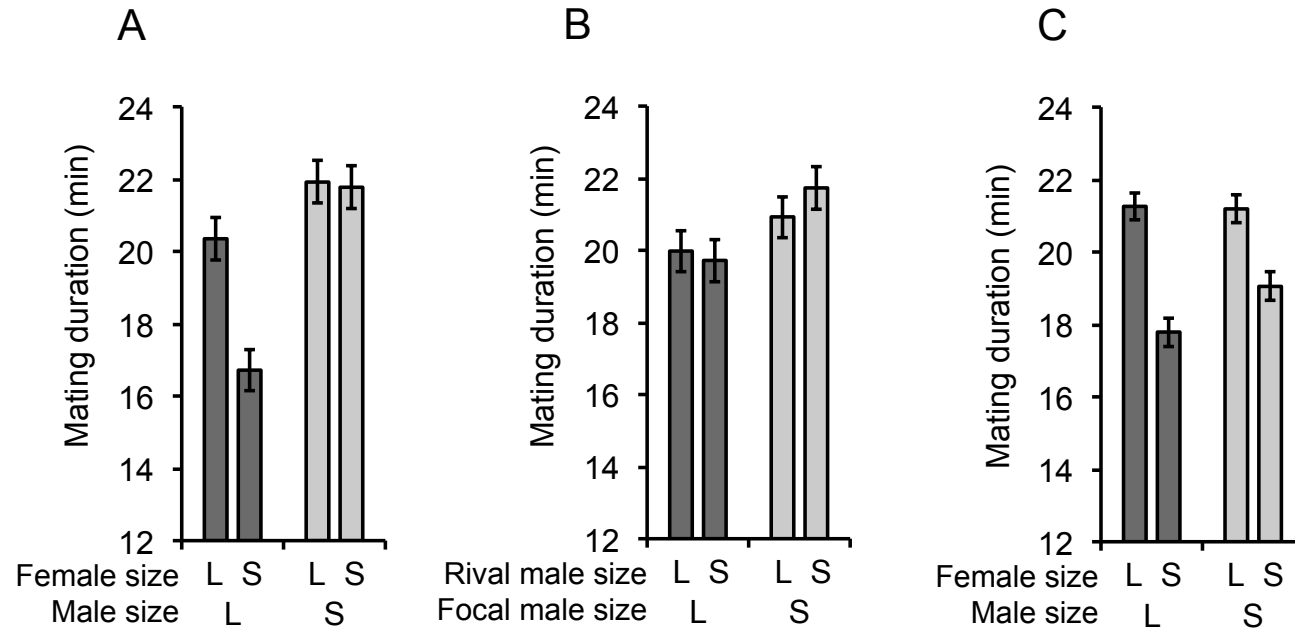 A
Mating duration (min)
24
22
20
18
16
14
12
Female size L S L S
Male size L S
B
Mating duration (min)
24
22
20
18
16
14
12
Rival male size L S L S
Focal male size L S
C
Mating duration (min)
24
22
20
18
16
14
12
Female size L S L S
Male size L S